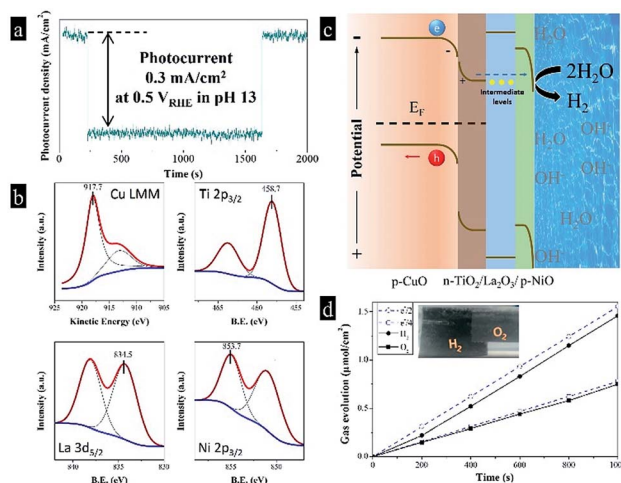 a
Photocurrent density (mA/cm²)
Photocurrent
0.3 mA/cm²
at 0.5 V_RHE in pH 13
0 500 1000 1500 2000
Time (s)
b
Cu LMM
917.7
Intensity (a.u.)
925 920 915 910 905
Kinetic Energy (eV)
Ti 2p3/2
458.7
Intensity (a.u.)
465 460 455
B.E. (eV)
La 3d5/2
834.5
Intensity (a.u.)
840 835 830
B.E. (eV)
Ni 2p3/2
853.7
Intensity (a.u.)
855 850
B.E. (eV)
c
Potential
-
+
e
-
+
Intermediate
levels
E_F
h
H₂O
2H₂O
H₂
OH⁻
H₂O
OH⁻
OH⁻
H₂O
OH⁻
p-CuO n-TiO₂/La₂O₃/ p-NiO
d
Gas evolution (μmol/cm²)
1.5
1.0
0.5
0.0
e⁻/2
e⁻/4
H₂
O₂
H₂
O₂
0 200 400 600 800 1000
Time (s)